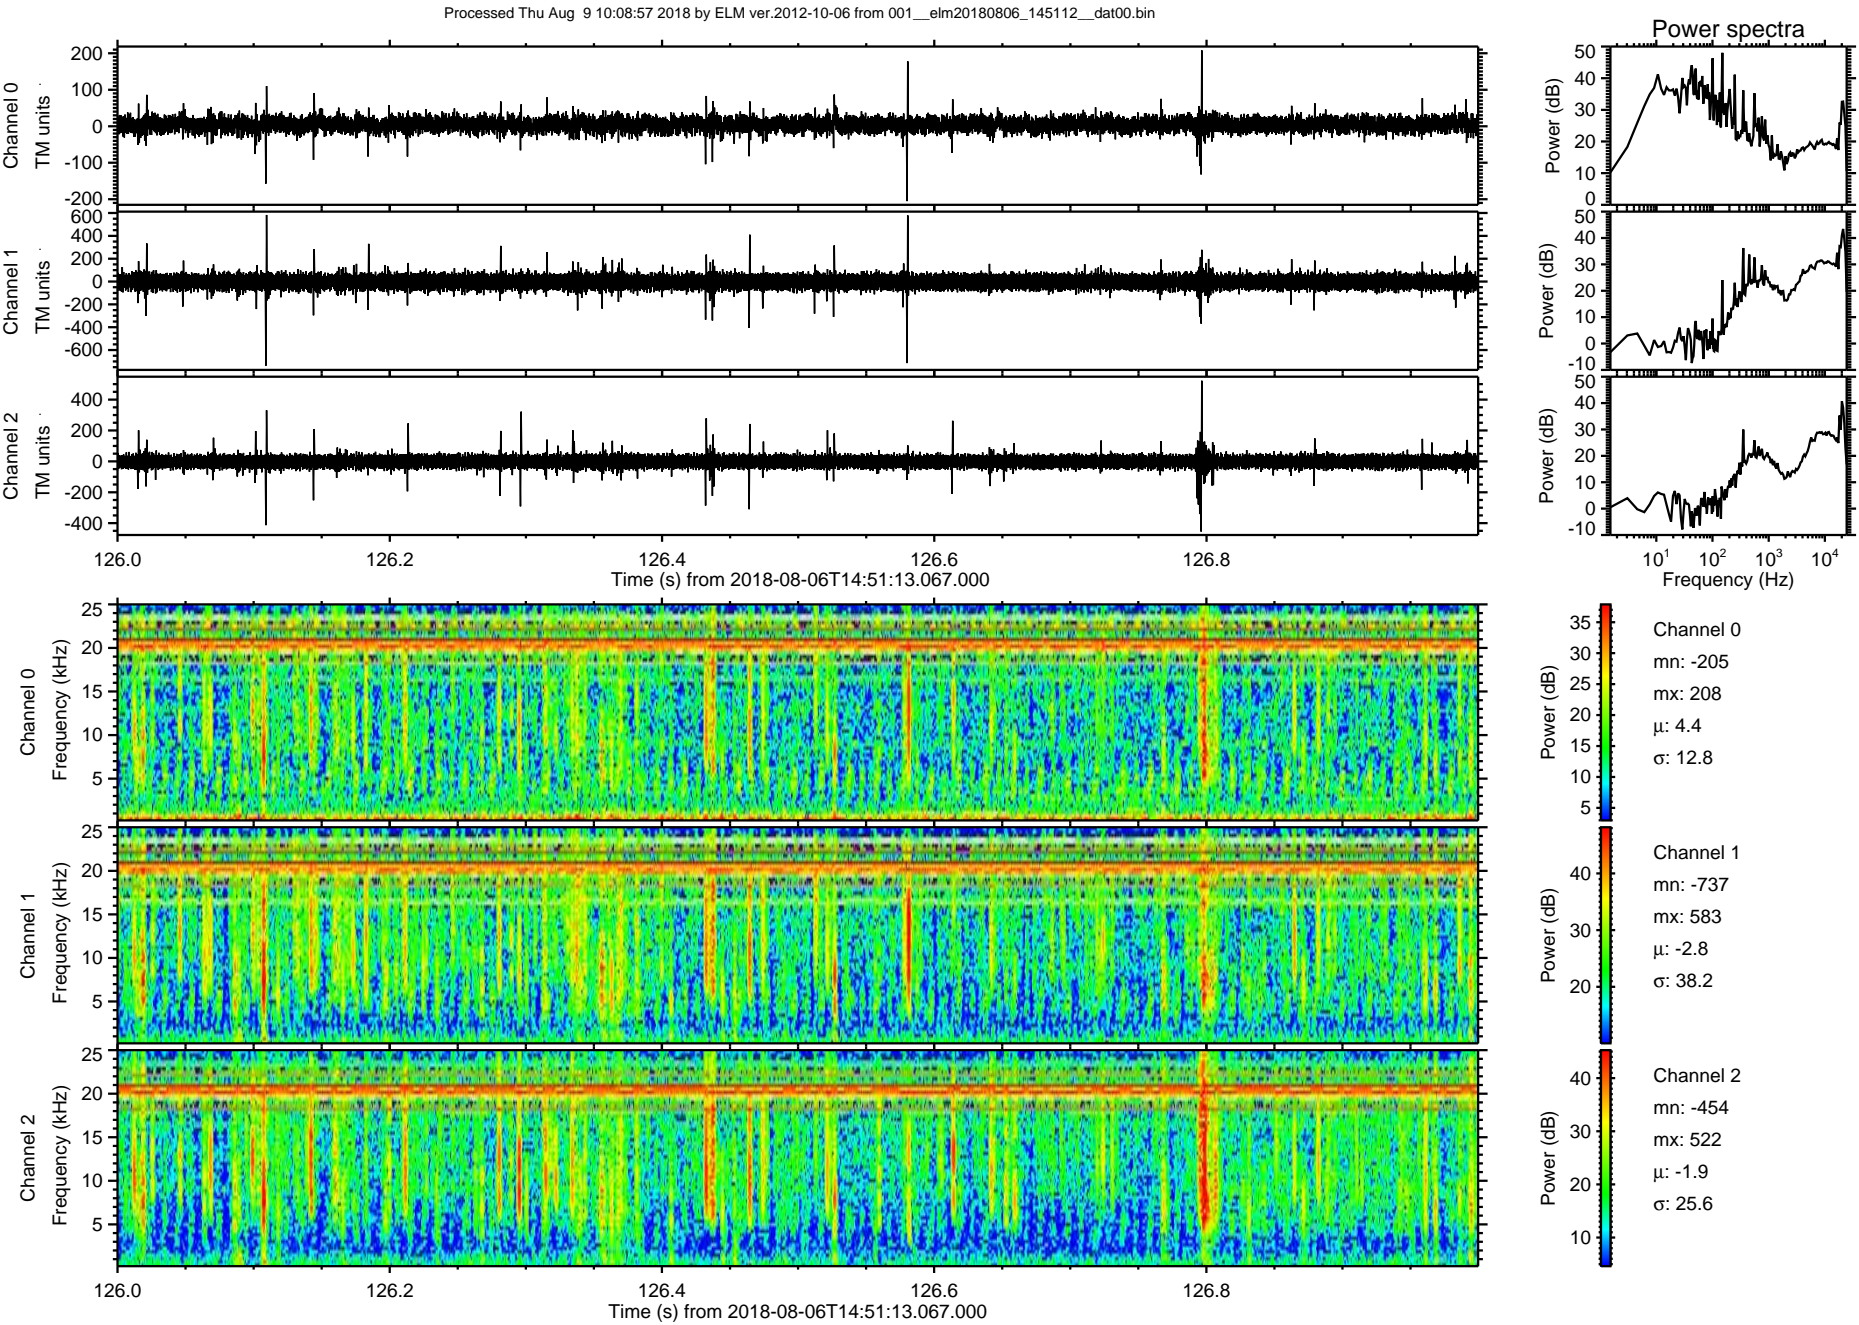 Processed Thu Aug  9 10:08:57 2018 by ELM ver.2012-10-06 from 001__elm20180806_145112__dat00.bin
Power spectra
Channel 0
TM units
200
100
0
-100
-200
Power (dB)
50
40
30
20
10
0
Channel 1
TM units
600
400
200
0
-200
-400
-600
Power (dB)
50
40
30
20
10
0
-10
Channel 2
TM units
400
200
0
-200
-400
Power (dB)
50
40
30
20
10
0
-10
126.0 126.2 126.4 126.6 126.8
Time (s) from 2018-08-06T14:51:13.067.000
10¹ 10² 10³ 10⁴
Frequency (Hz)
Channel 0
Frequency (kHz)
25
20
15
10
5
Power (dB)
35
30
25
20
15
10
5
Channel 0
mn: -205
mx: 208
μ: 4.4
σ: 12.8
Channel 1
Frequency (kHz)
25
20
15
10
5
Power (dB)
40
30
20
Channel 1
mn: -737
mx: 583
μ: -2.8
σ: 38.2
Channel 2
Frequency (kHz)
25
20
15
10
5
Power (dB)
40
30
20
10
Channel 2
mn: -454
mx: 522
μ: -1.9
σ: 25.6
126.0 126.2 126.4 126.6 126.8
Time (s) from 2018-08-06T14:51:13.067.000